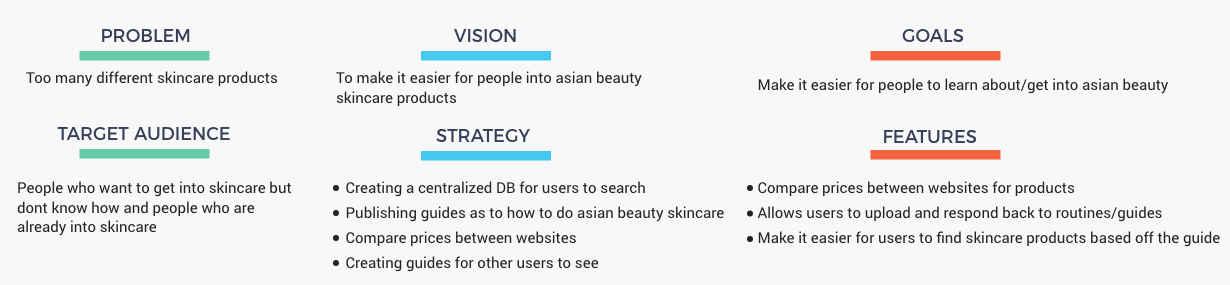 PROBLEM
Too many different skincare products
VISION
To make it easier for people into asian beauty
skincare products
GOALS
Make it easier for people to learn about/get into asian beauty
TARGET AUDIENCE
People who want to get into skincare but
dont know how and people who are
already into skincare
STRATEGY
• Creating a centralized DB for users to search
• Publishing guides as to how to do asian beauty skincare
• Compare prices between websites
• Creating guides for other users to see
FEATURES
• Compare prices between websites for products
• Allows users to upload and respond back to routines/guides
• Make it easier for users to find skincare products based off the guide